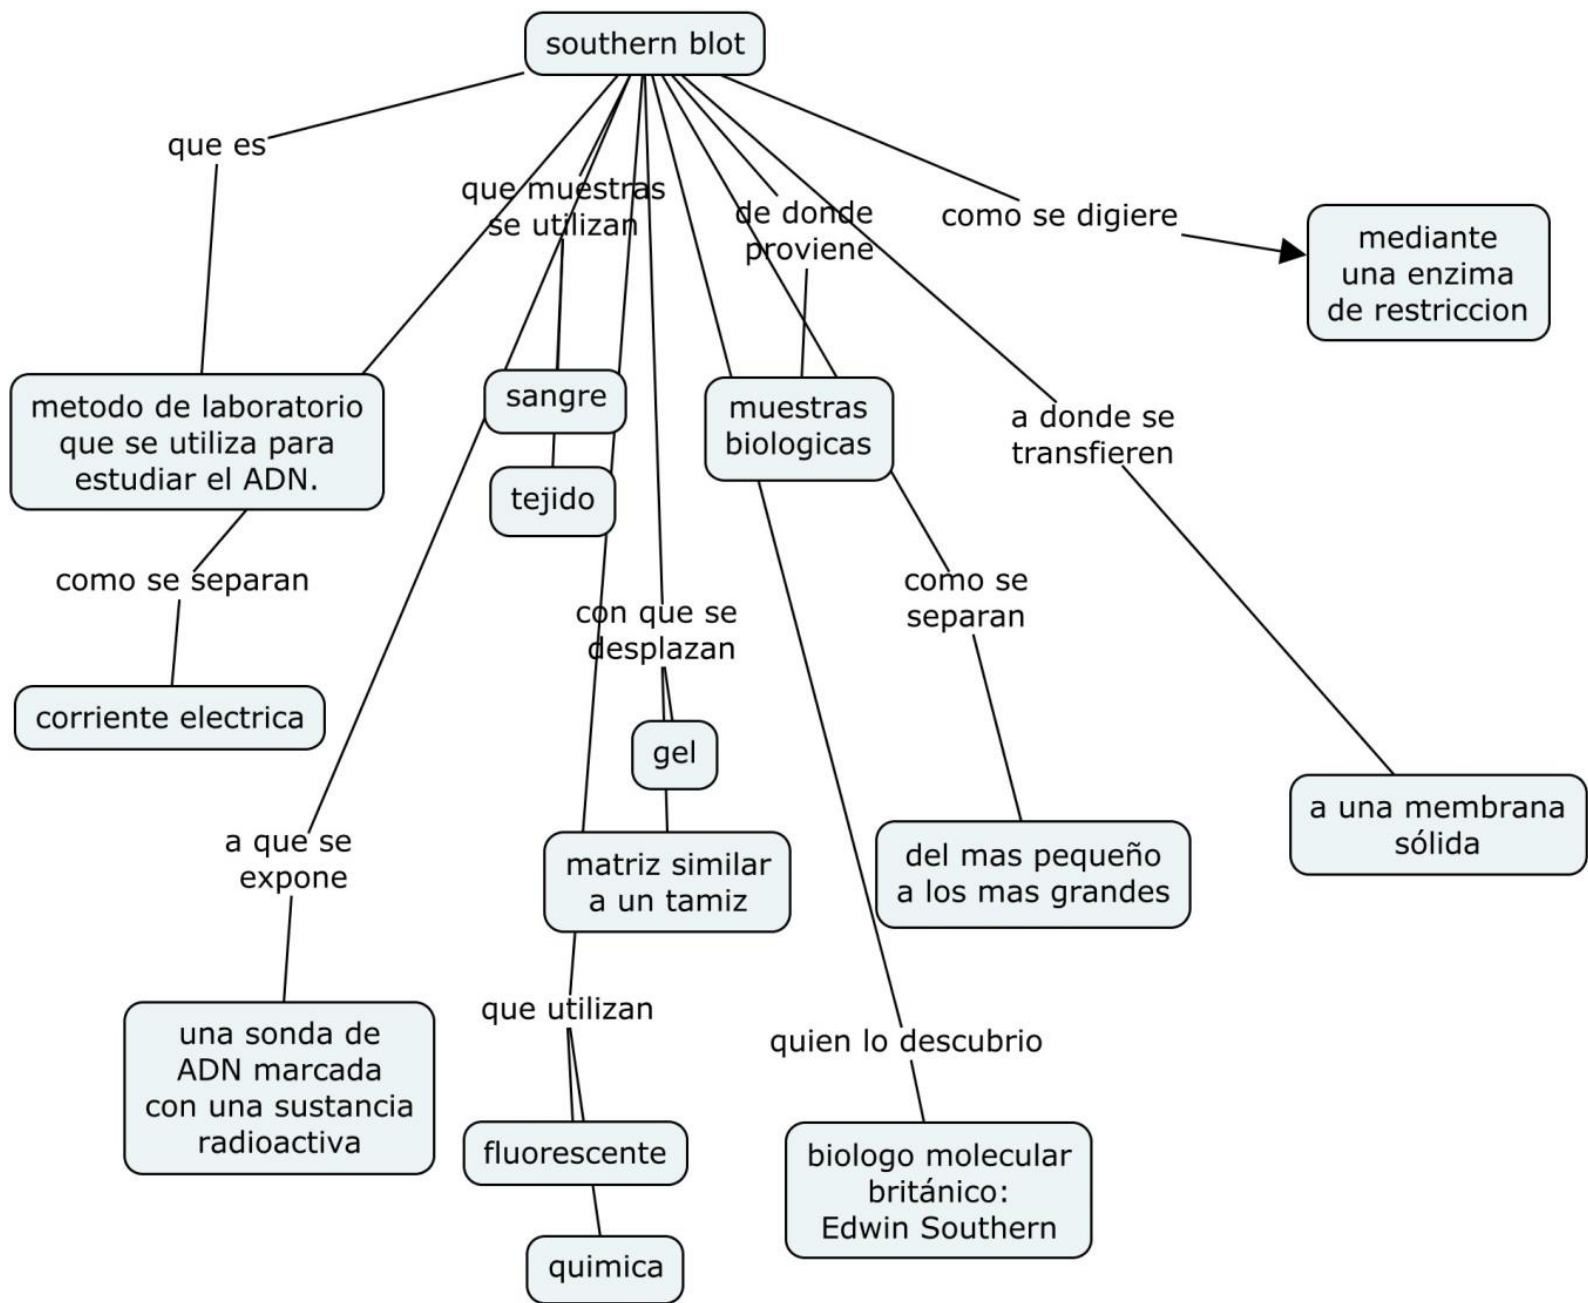 southern blot
que es
que muestras
se utilizan
de donde
proviene
como se digiere
mediante
una enzima
de restriccion
metodo de laboratorio
que se utiliza para
estudiar el ADN.
sangre
tejido
muestras
biologicas
a donde se
transfieren
como se separan
con que se
desplazan
como se
separan
corriente electrica
gel
a que se
expone
matriz similar
a un tamiz
del mas pequeño
a los mas grandes
a una membrana
sólida
una sonda de
ADN marcada
con una sustancia
radioactiva
que utilizan
quien lo descubrio
fluorescente
quimica
biologo molecular
británico:
Edwin Southern